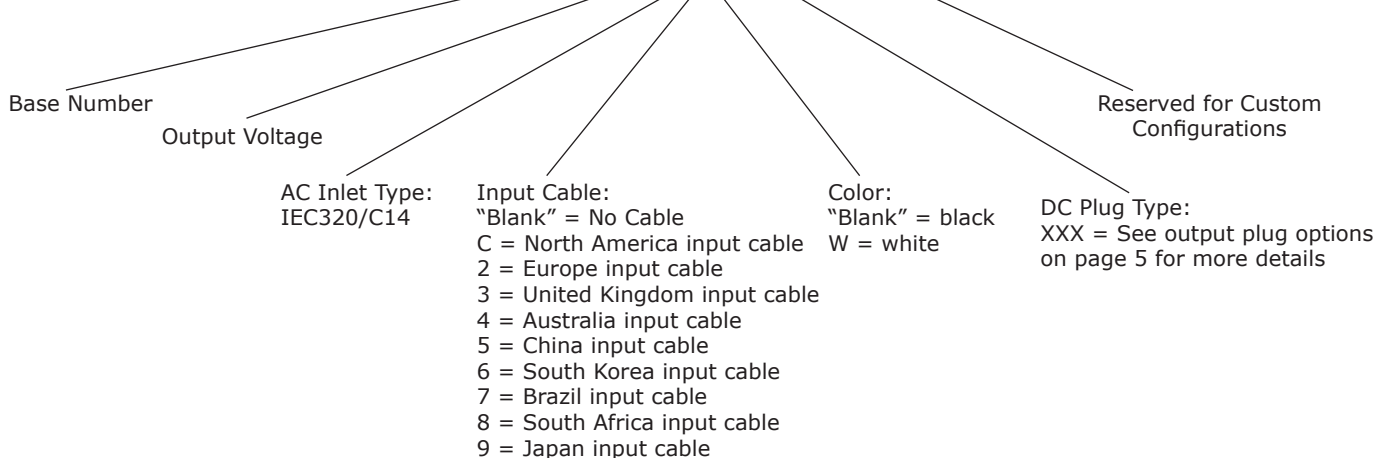 Base Number
Output Voltage
AC Inlet Type:
IEC320/C14
Input Cable:
“Blank” = No Cable
C = North America input cable
2 = Europe input cable
3 = United Kingdom input cable
4 = Australia input cable
5 = China input cable
6 = South Korea input cable
7 = Brazil input cable
8 = South Africa input cable
9 = Japan input cable
Color:
“Blank” = black
W = white
DC Plug Type:
XXX = See output plug options
on page 5 for more details
Reserved for Custom
Configurations